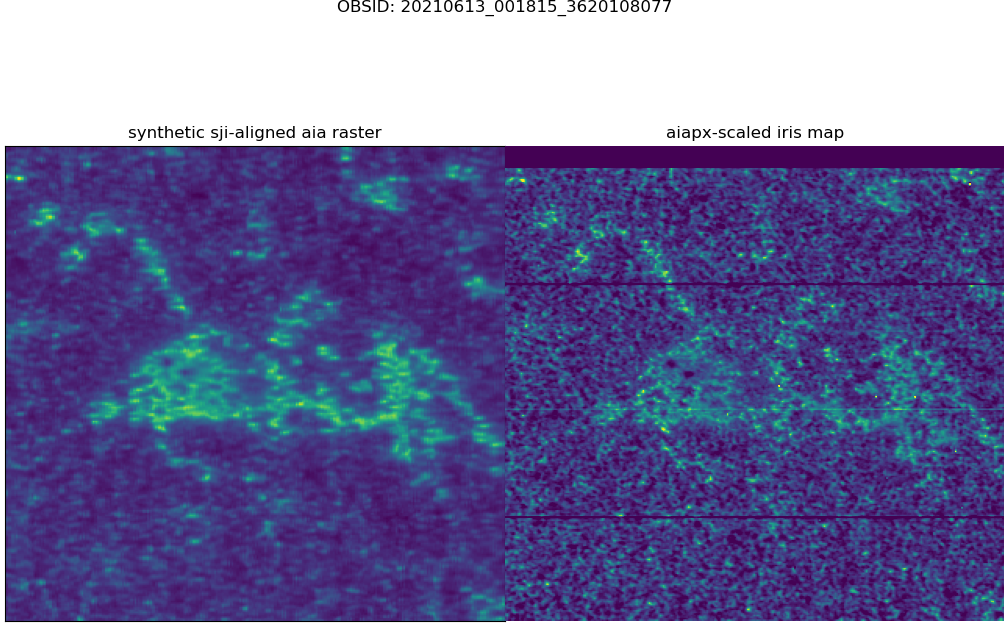 OBSID: 20210613_001815_3620108077
synthetic sji-aligned aia raster
aiapx-scaled iris map